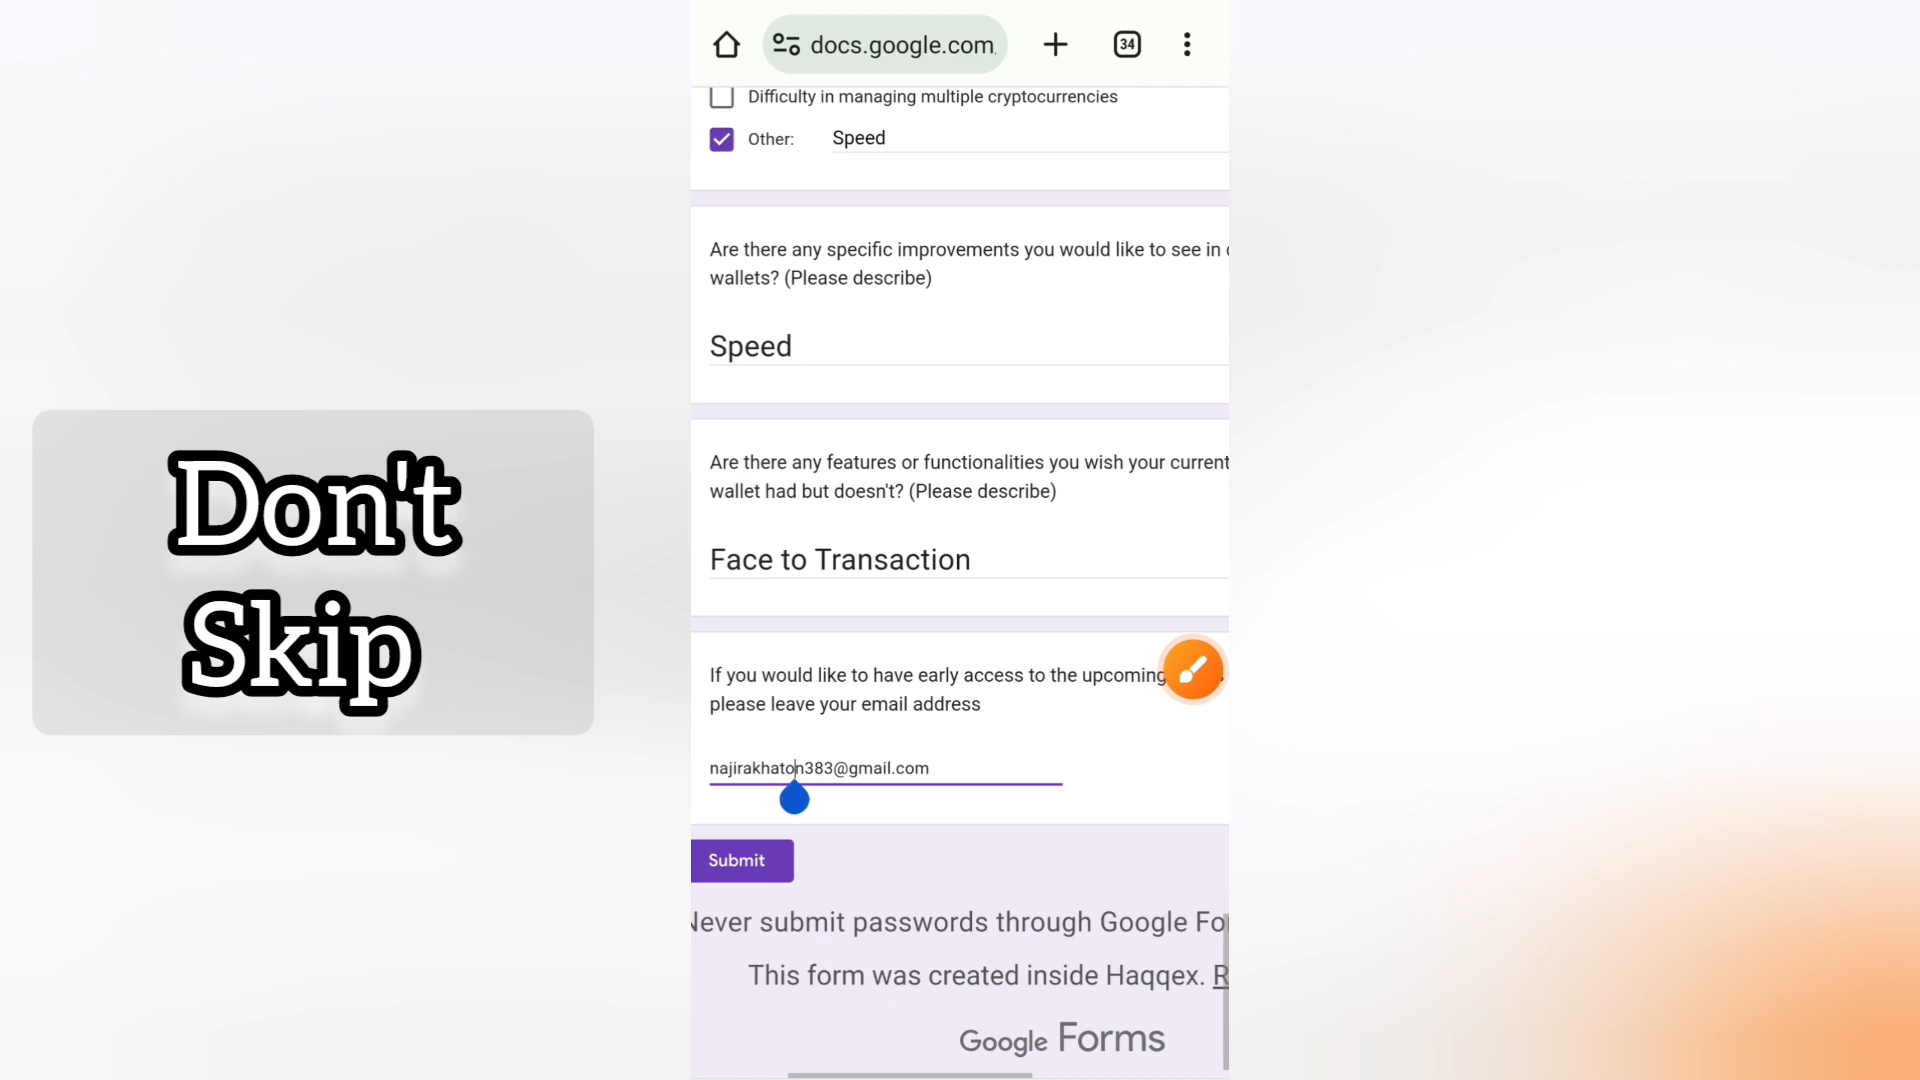 Don't
Skip
docs.google.com
34
Difficulty in managing multiple cryptocurrencies
Other: Speed
Are there any specific improvements you would like to see in
wallets? (Please describe)
Speed
Are there any features or functionalities you wish your current
wallet had but doesn't? (Please describe)
Face to Transaction
If you would like to have early access to the upcoming
please leave your email address
najirakhaton383@gmail.com
Submit
Never submit passwords through Google Fo
This form was created inside Haqqex. R
Google Forms